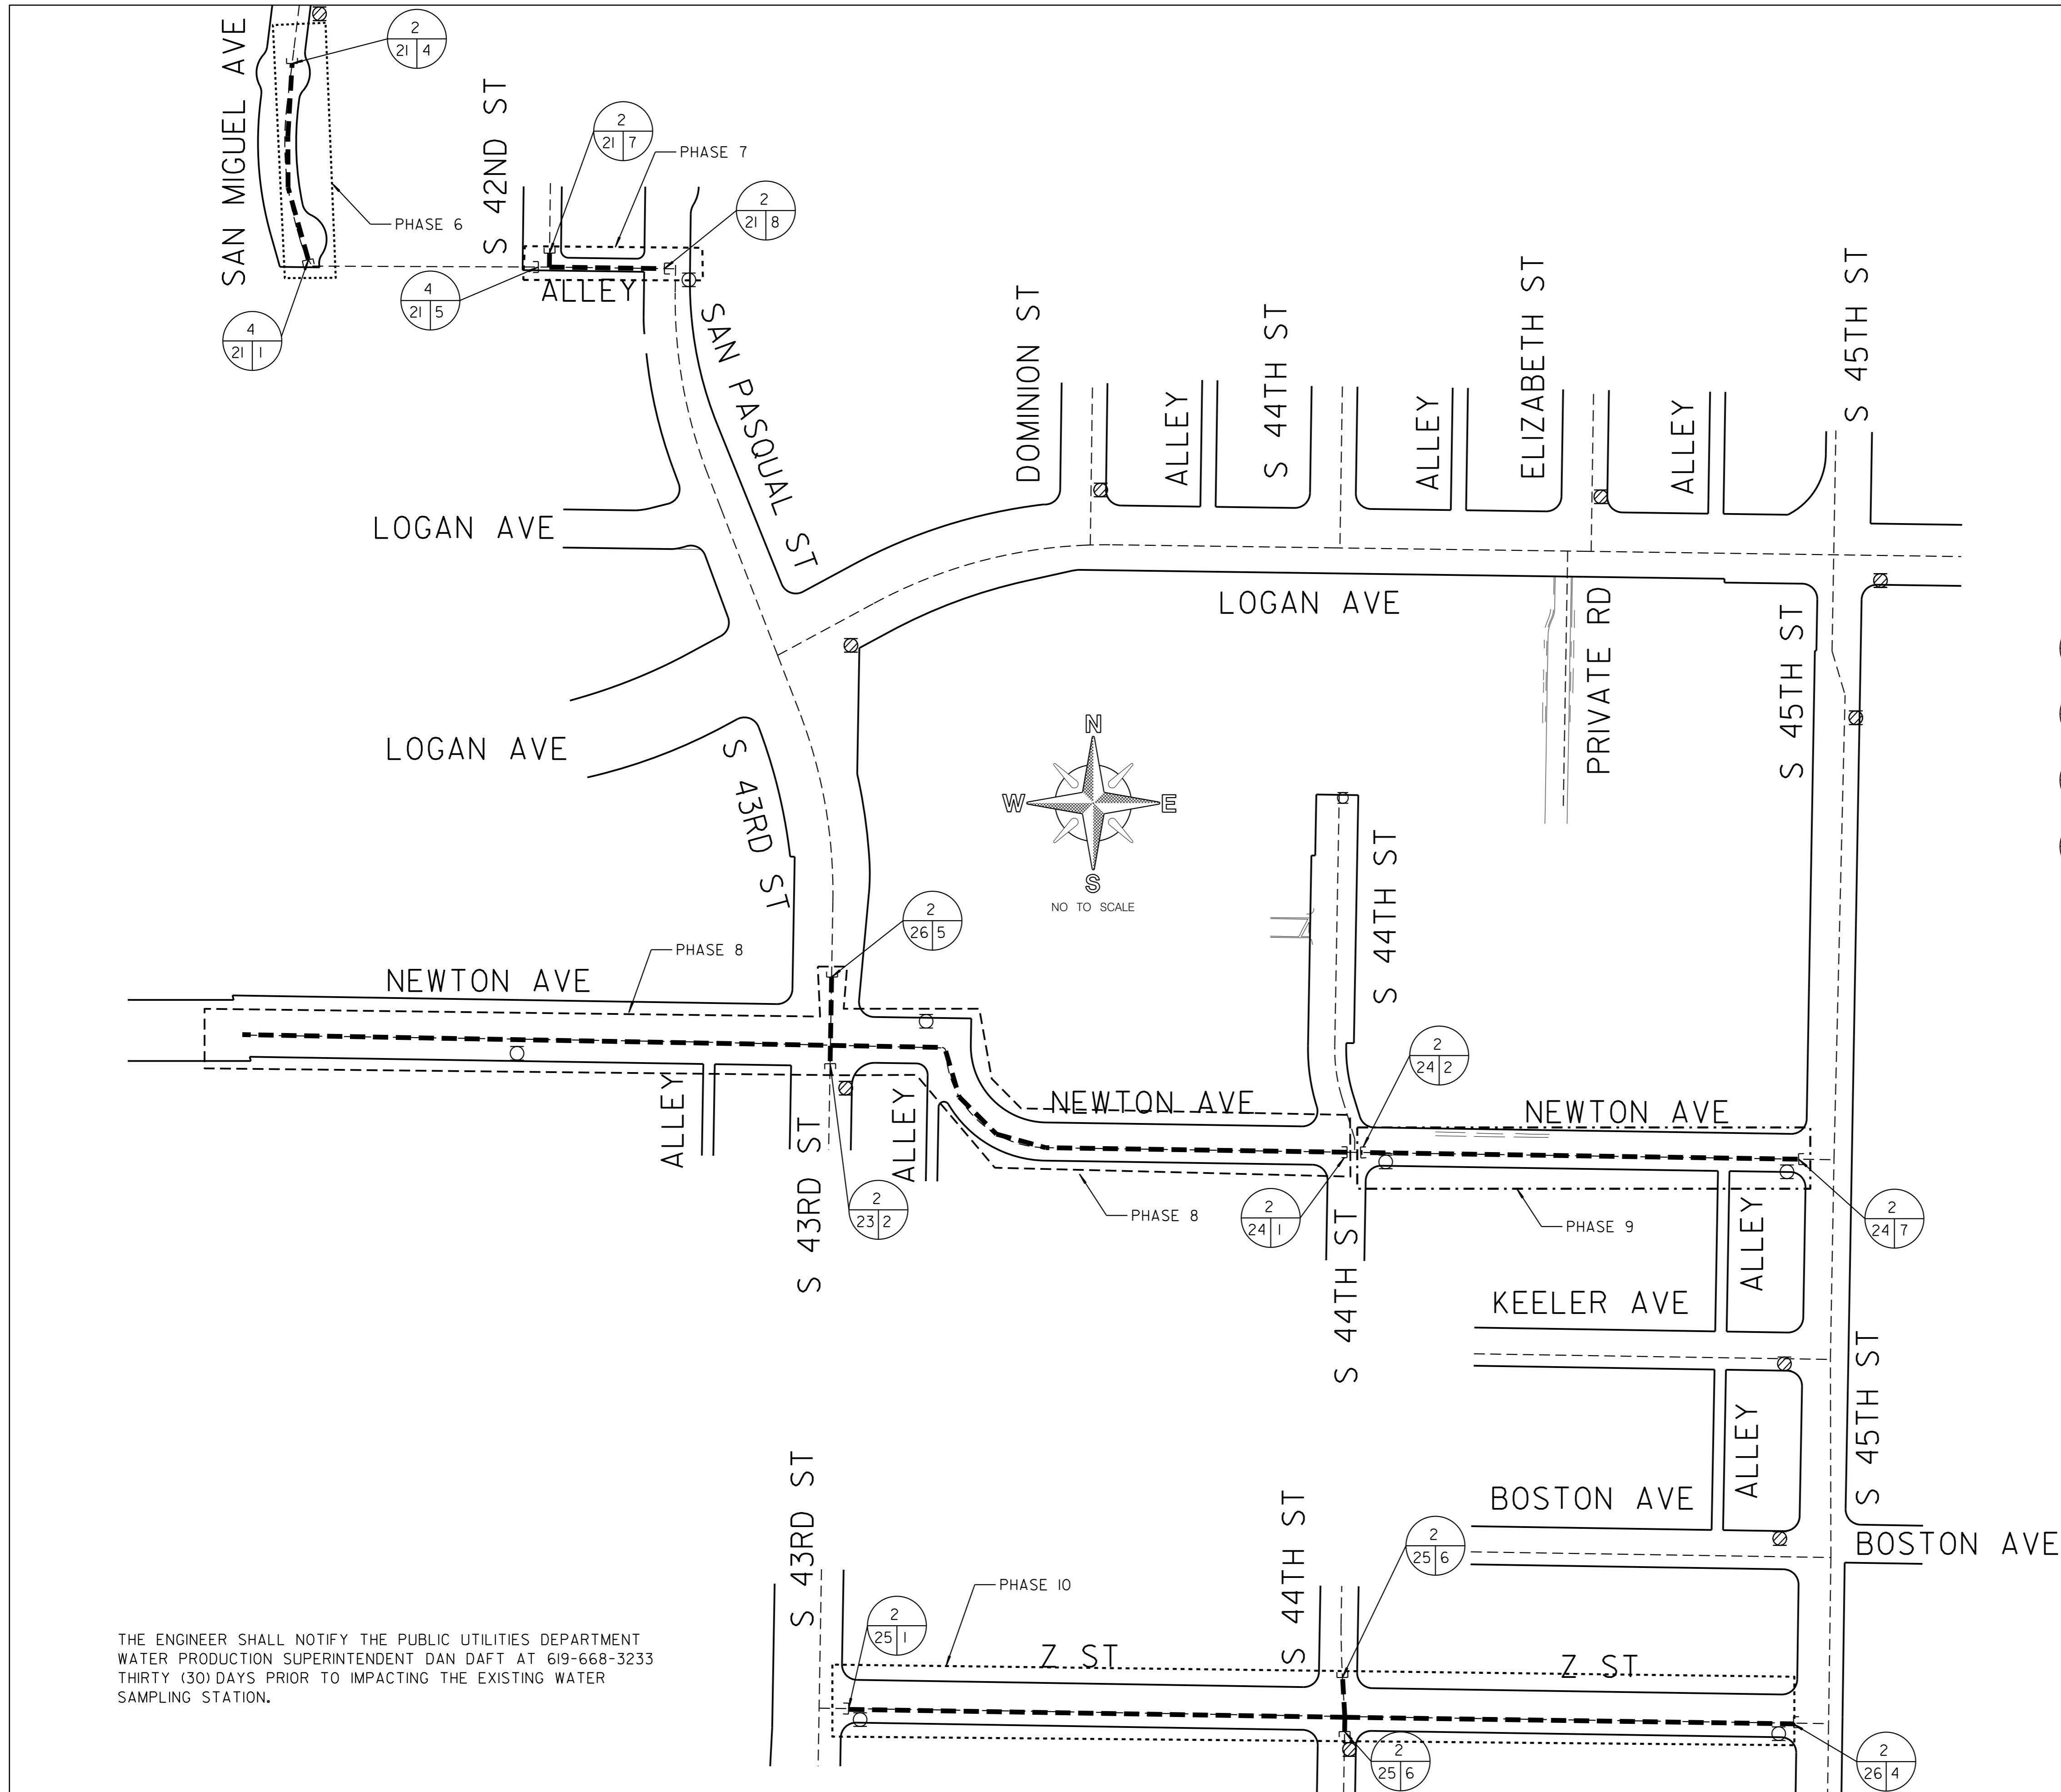 SAN MIGUEL AVE
2
21 4
S 42ND ST
2
21 7
PHASE 7
2
21 8
PHASE 6
4
21 5
ALLEY
4
21 1
SAN PASQUAL ST
DOMINION ST
ALLEY
S 44TH ST
ALLEY
ELIZABETH ST
ALLEY
S 45TH ST
LOGAN AVE
LOGAN AVE
PRIVATE RD
S 45TH ST
LOGAN AVE
S 43RD ST
N
W
E
S
NO TO SCALE
S 44TH ST
2
26 5
PHASE 8
NEWTON AVE
2
24 2
NEWTON AVE
NEWTON AVE
ALLEY
S 43RD ST
ALLEY
2
23 2
PHASE 8
2
24 1
PHASE 9
2
24 7
S 44TH ST
ALLEY
KEELER AVE
S 45TH ST
ALLEY
BOSTON AVE
BOSTON AVE
S 43RD ST
S 44TH ST
2
25 6
PHASE 10
2
25 1
Z ST
Z ST
2
25 6
2
26 4
THE ENGINEER SHALL NOTIFY THE PUBLIC UTILITIES DEPARTMENT
WATER PRODUCTION SUPERINTENDENT DAN DAFT AT 619-668-3233
THIRTY (30) DAYS PRIOR TO IMPACTING THE EXISTING WATER
SAMPLING STATION.